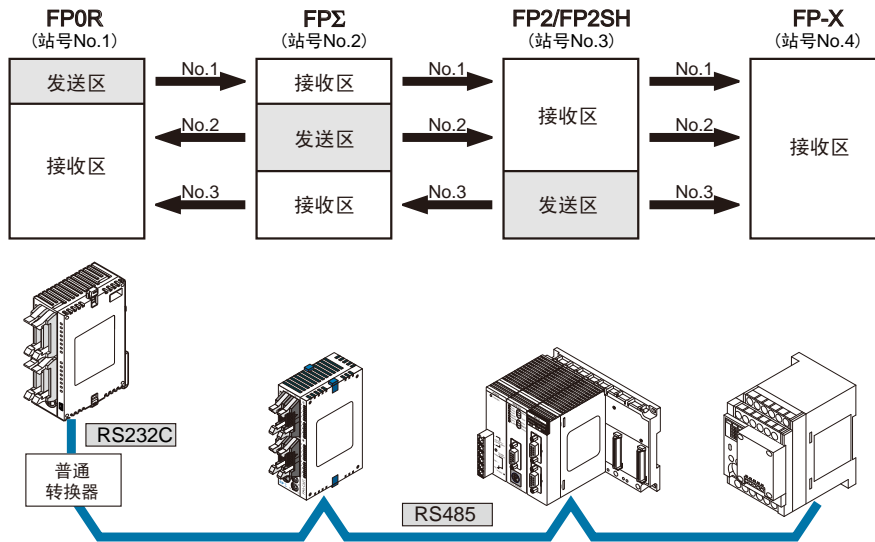 FP0R
(站号No.1)
FPΣ
(站号No.2)
FP2/FP2SH
(站号No.3)
FP-X
(站号No.4)
发送区
接收区
No.1
No.2
No.3
接收区
发送区
接收区
No.1
No.2
No.3
接收区
发送区
No.1
No.2
No.3
接收区
RS232C
普通
转换器
RS485